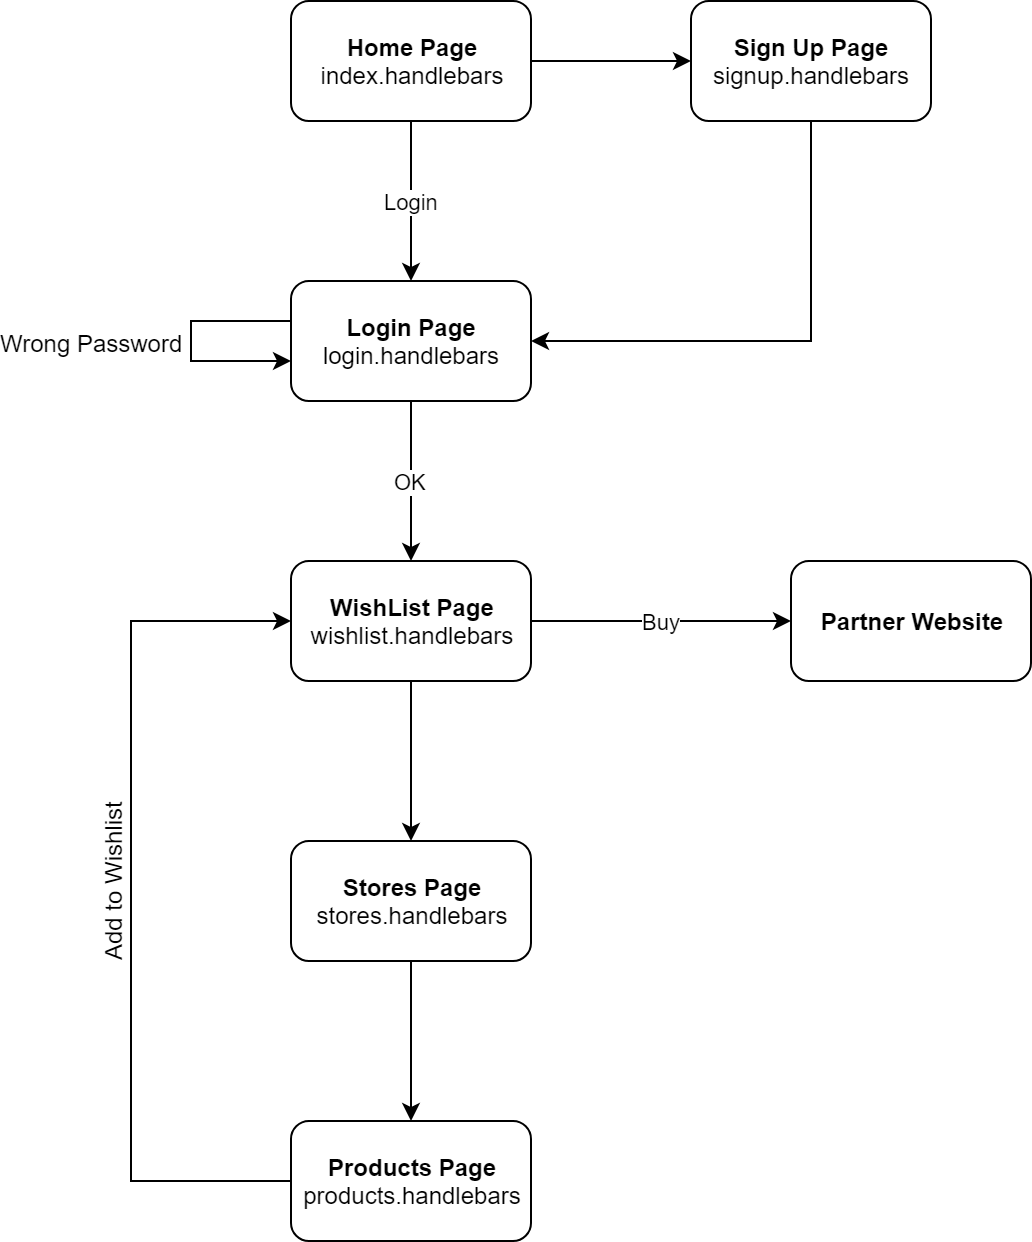 Home Page
index.handlebars
Sign Up Page
signup.handlebars
Login
Login Page
login.handlebars
Wrong Password
OK
WishList Page
wishlist.handlebars
Buy
Partner Website
Add to Wishlist
Stores Page
stores.handlebars
Products Page
products.handlebars